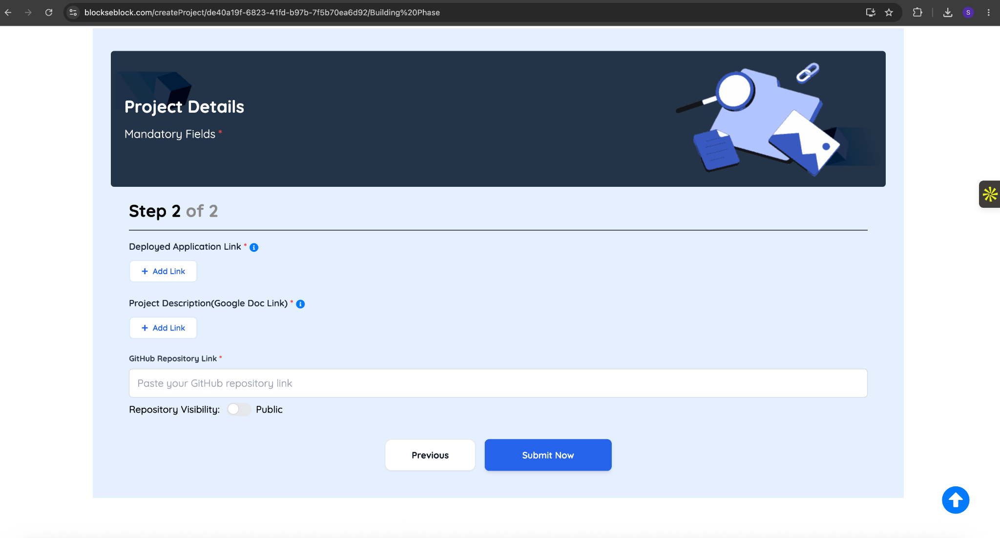 blockseblock.com/createProject/de40a19f-6823-41fd-b97b-7f5b70ea6d92/Building%20Phase
S
Project Details
Mandatory Fields *
Step 2 of 2
Deployed Application Link *
+ Add Link
Project Description(Google Doc Link) *
+ Add Link
GitHub Repository Link *
Paste your GitHub repository link
Repository Visibility: Public
Previous
Submit Now